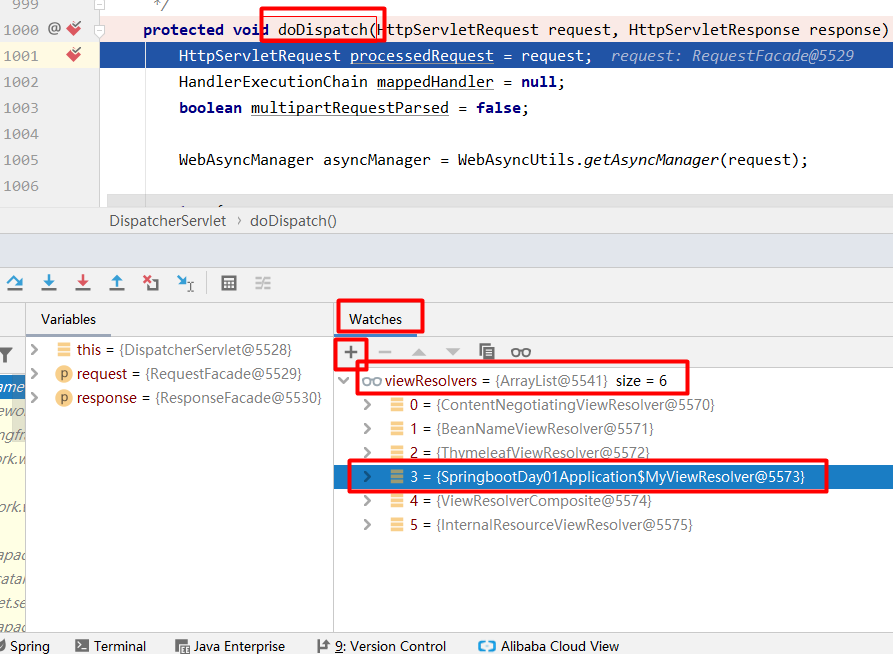 999 */
1000 @ protected void doDispatch(HttpServletRequest request, HttpServletResponse response)
1001 HttpServletRequest processedRequest = request; request: RequestFacade@5529
1002 HandlerExecutionChain mappedHandler = null;
1003 boolean multipartRequestParsed = false;
1004
1005 WebAsyncManager asyncManager = WebAsyncUtils.getAsyncManager(request);
1006
DispatcherServlet › doDispatch()
Variables
Watches
this = {DispatcherServlet@5528}
p request = {RequestFacade@5529}
p response = {ResponseFacade@5530}
viewResolvers = {ArrayList@5541} size = 6
0 = {ContentNegotiatingViewResolver@5570}
1 = {BeanNameViewResolver@5571}
2 = {ThymeleafViewResolver@5572}
3 = {SpringbootDay01Application$MyViewResolver@5573}
4 = {ViewResolverComposite@5574}
5 = {InternalResourceViewResolver@5575}
Spring Terminal Java Enterprise 9: Version Control Alibaba Cloud View